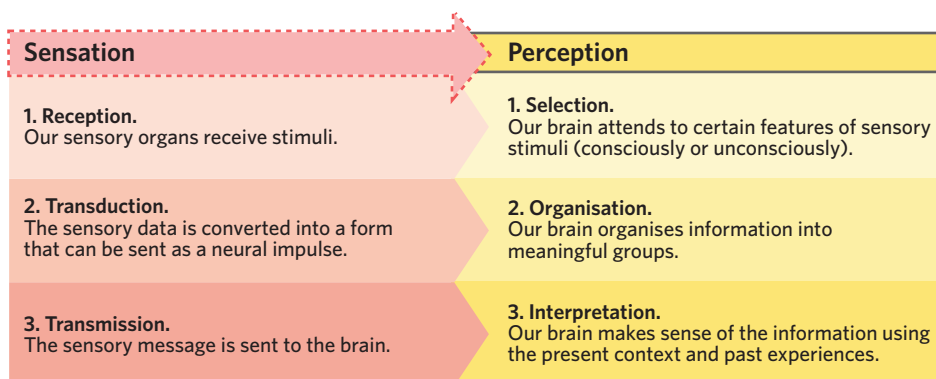 Sensation
1. Reception.
Our sensory organs receive stimuli.
2. Transduction.
The sensory data is converted into a form
that can be sent as a neural impulse.
3. Transmission.
The sensory message is sent to the brain.
Perception
1. Selection.
Our brain attends to certain features of sensory
stimuli (consciously or unconsciously).
2. Organisation.
Our brain organises information into
meaningful groups.
3. Interpretation.
Our brain makes sense of the information using
the present context and past experiences.